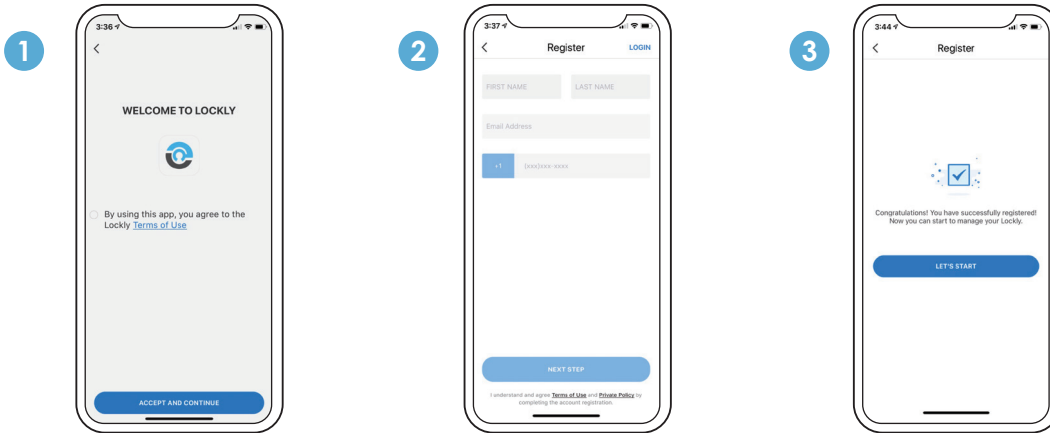 1
3:36
WELCOME TO LOCKLY
By using this app, you agree to the
Lockly Terms of Use
ACCEPT AND CONTINUE
2
3:37
Register
LOGIN
FIRST NAME
LAST NAME
Email Address
+1
(xxx)xxx-xxxx
NEXT STEP
I understand and agree Terms of Use and Private Policy by
completing the account registration.
3
3:44
Register
Congratulations! You have successfully registered!
Now you can start to manage your Lockly.
LET'S START